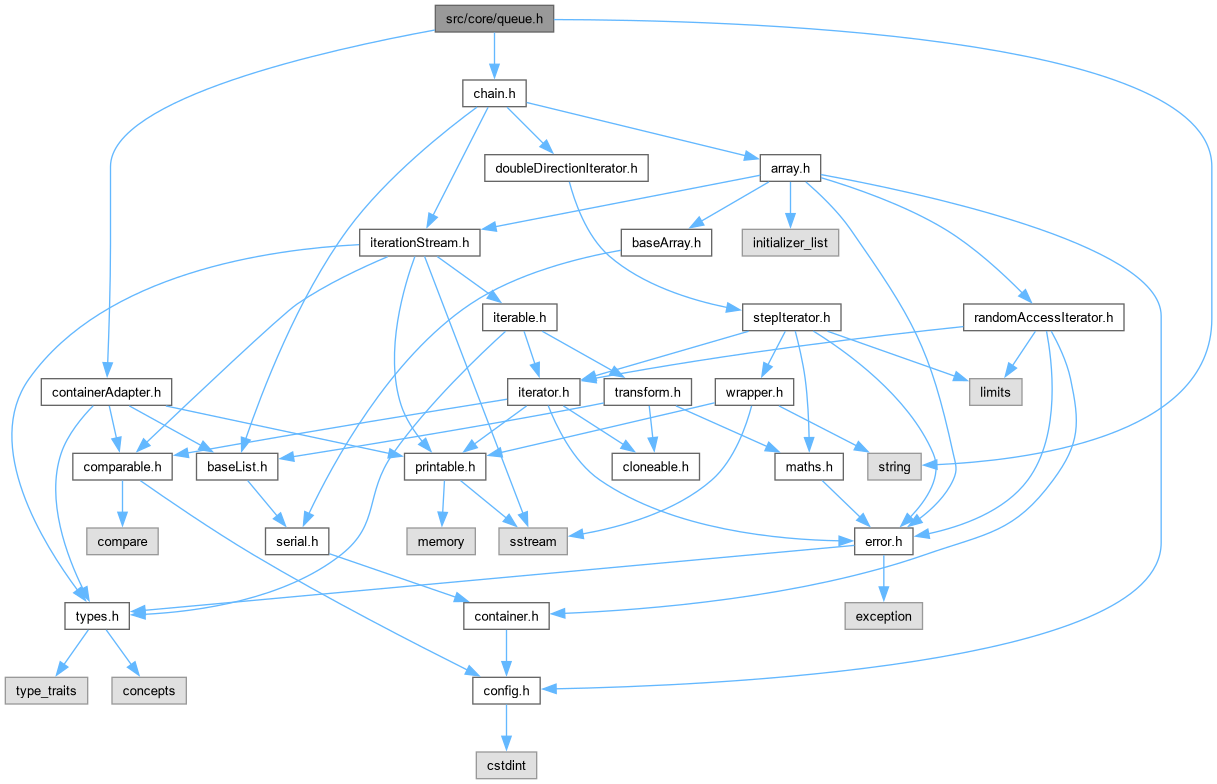 src/core/queue.h
chain.h
doubleDirectionIterator.h
array.h
iterationStream.h
baseArray.h
initializer_list
iterable.h
stepIterator.h
randomAccessIterator.h
containerAdapter.h
iterator.h
transform.h
wrapper.h
limits
comparable.h
baseList.h
printable.h
cloneable.h
maths.h
string
compare
serial.h
memory
sstream
error.h
types.h
container.h
exception
type_traits
concepts
config.h
cstdint